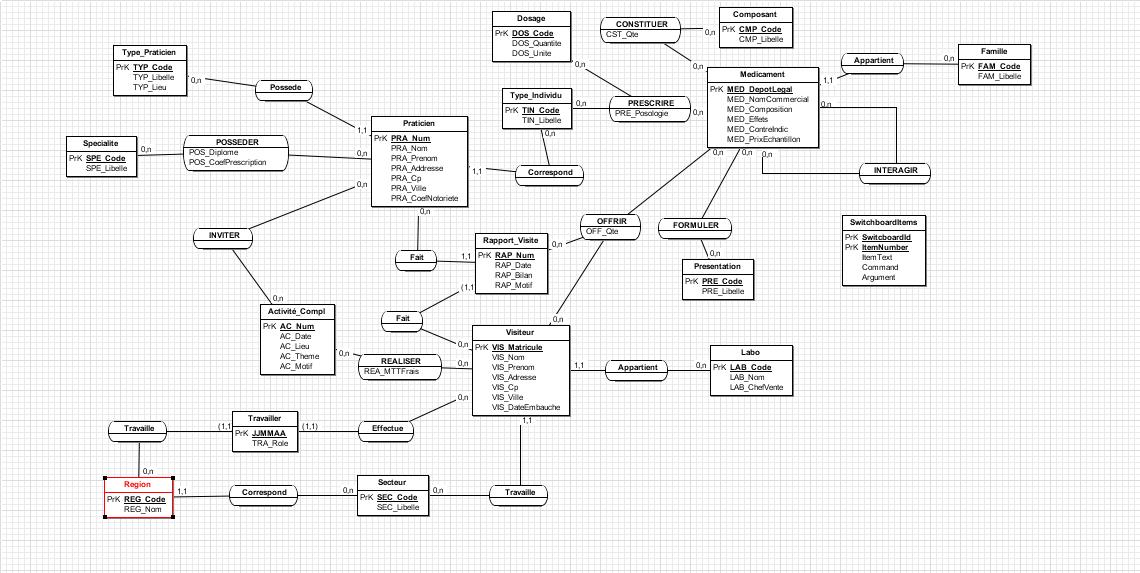 Type_Praticien
PrK TYP_Code
TYP_Libelle
TYP_Lieu
0,n
Possede
1,1
Specialite
PrK SPE_Code
SPE_Libelle
0,n
POSSEDER
POS_Diplome
POS_CoefPrescription
0,n
Praticien
PrK PRA_Num
PRA_Nom
PRA_Prenom
PRA_Addresse
PRA_Cp
PRA_Ville
PRA_CoefNotoriete
0,n
1,1
0,n
Dosage
PrK DOS_Code
DOS_Quantite
DOS_Unite
0,n
CONSTITUER
CST_Qte
0,n
0,n
Composant
PrK CMP_Code
CMP_Libelle
Type_Individu
PrK TIN_Code
TIN_Libelle
0,n
0,n
PRESCRIRE
PRE_Posologie
0,n
Correspond
Medicament
PrK MED_DepotLegal
MED_NomCommercial
MED_Composition
MED_Effets
MED_ContreIndic
MED_PrixEchantillon
1,1
0,n
0,n
0,n
0,n
Appartient
0,n
Famille
PrK FAM_Code
FAM_Libelle
INTERAGIR
SwitchboardItems
PrK SwitcboardId
PrK ItemNumber
ItemText
Command
Argument
INVITER
0,n
Fait
1,1
Rapport_Visite
PrK RAP_Num
RAP_Date
RAP_Bilan
RAP_Motif
0,n
(1,1
OFFRIR
OFF_Qte
0,n
FORMULER
0,n
Presentation
PrK PRE_Code
PRE_Libelle
Activité_Compl
PrK AC_Num
AC_Date
AC_Lieu
AC_Theme
AC_Motif
0,n
Fait
0,n
REALISER
REA_MTTFrais
0,n
0,n
Visiteur
PrK VIS_Matricule
VIS_Nom
VIS_Prenom
VIS_Adresse
VIS_Cp
VIS_Ville
VIS_DateEmbauche
1,1
1,1
Appartient
0,n
Labo
PrK LAB_Code
LAB_Nom
LAB_ChefVente
Travaille
(1,1
Travailler
PrK JJMMAA
TRA_Role
(1,1)
Effectue
0,n
Region
PrK REG_Code
REG_Nom
1,1
Correspond
0,n
Secteur
PrK SEC_Code
SEC_Libelle
0,n
Travaille